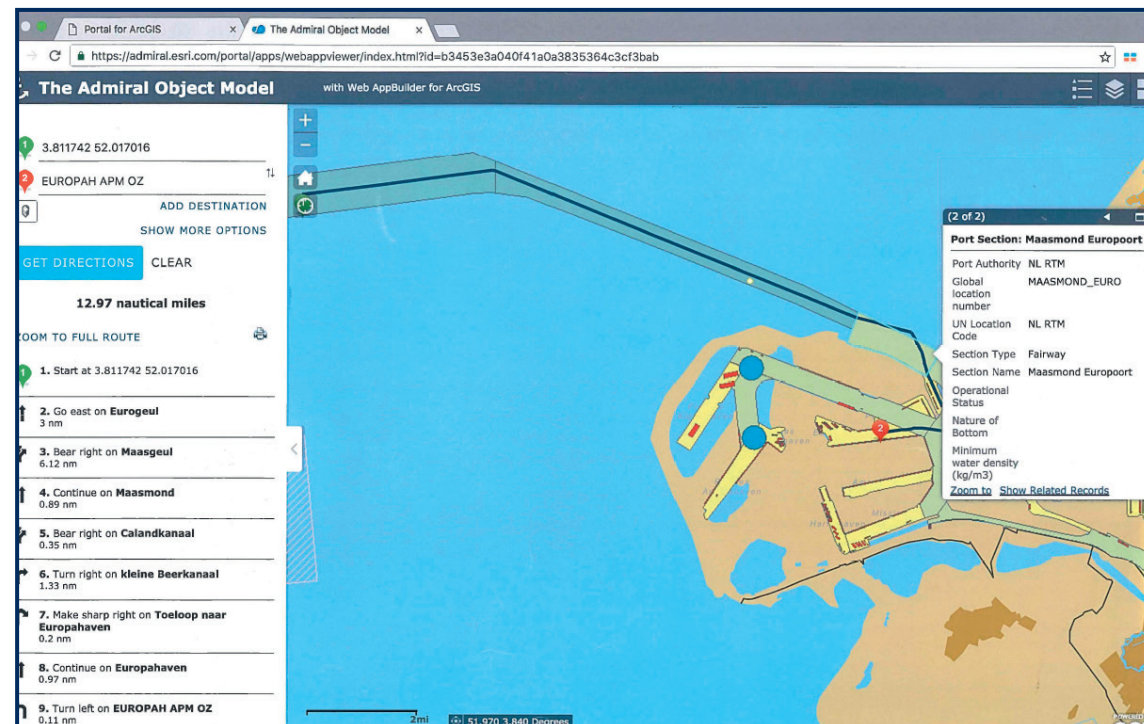 Portal for ArcGIS
The Admiral Object Model
https://admiral.esri.com/portal/apps/webappviewer/index.html?id=b3453e3a040f41a0a3835364c3cf3bab
The Admiral Object Model
with Web AppBuilder for ArcGIS
1
3.811742 52.017016
2
EUROPAH APM OZ
ADD DESTINATION
SHOW MORE OPTIONS
GET DIRECTIONS
CLEAR
12.97 nautical miles
ZOOM TO FULL ROUTE
1
1. Start at 3.811742 52.017016
2. Go east on Eurogeul
3 nm
3. Bear right on Maasgeul
6.12 nm
4. Continue on Maasmond
0.89 nm
5. Bear right on Calandkanaal
0.35 nm
6. Turn right on kleine Beerkanaal
1.33 nm
7. Make sharp right on Toeloop naar
Europahaven
0.2 nm
8. Continue on Europahaven
0.97 nm
9. Turn left on EUROPAH APM OZ
0.11 nm
2
(2 of 2)
Port Section: Maasmond Europoort
Port Authority NL RTM
Global
location
number
MAASMOND_EURO
UN Location
Code
NL RTM
Section Type Fairway
Section Name Maasmond Europoort
Operational
Status
Nature of
Bottom
Minimum
water density
(kg/m3)
Zoom to Show Related Records
2mi
51.970 3.840 Degrees